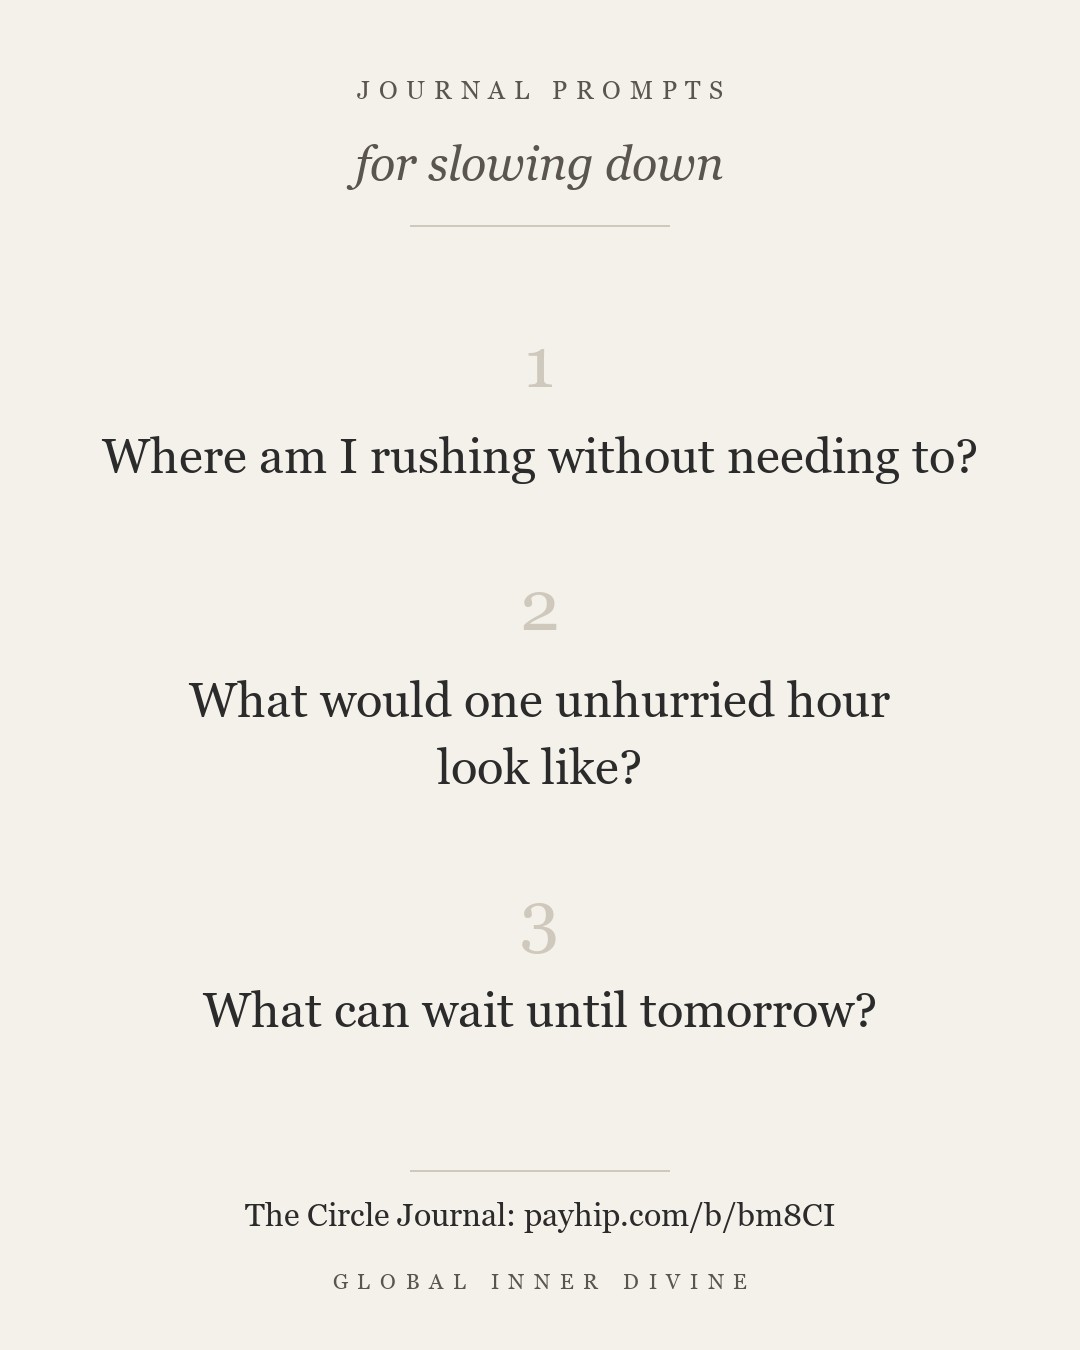 JOURNAL PROMPTS
for slowing down
1
Where am I rushing without needing to?
2
What would one unhurried hour
look like?
3
What can wait until tomorrow?
The Circle Journal: payhip.com/b/bm8CI
GLOBAL INNER DIVINE